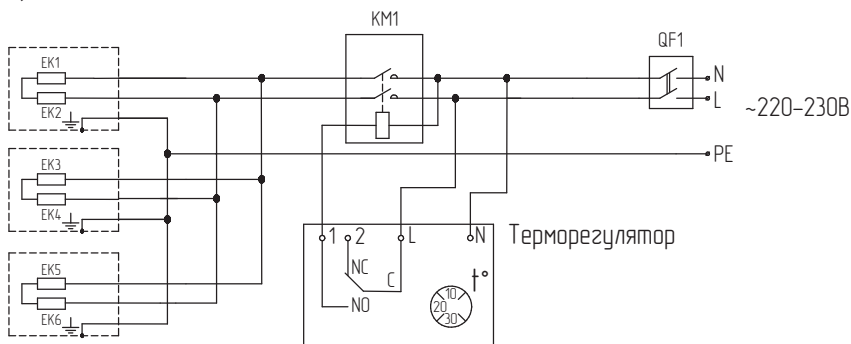 KM1
QF1
EK1
EK2
N
L
~220-230В
PE
EK3
EK4
1 2 L N
Терморегулятор
NC
C
NO
t°
10
20
30
EK5
EK6